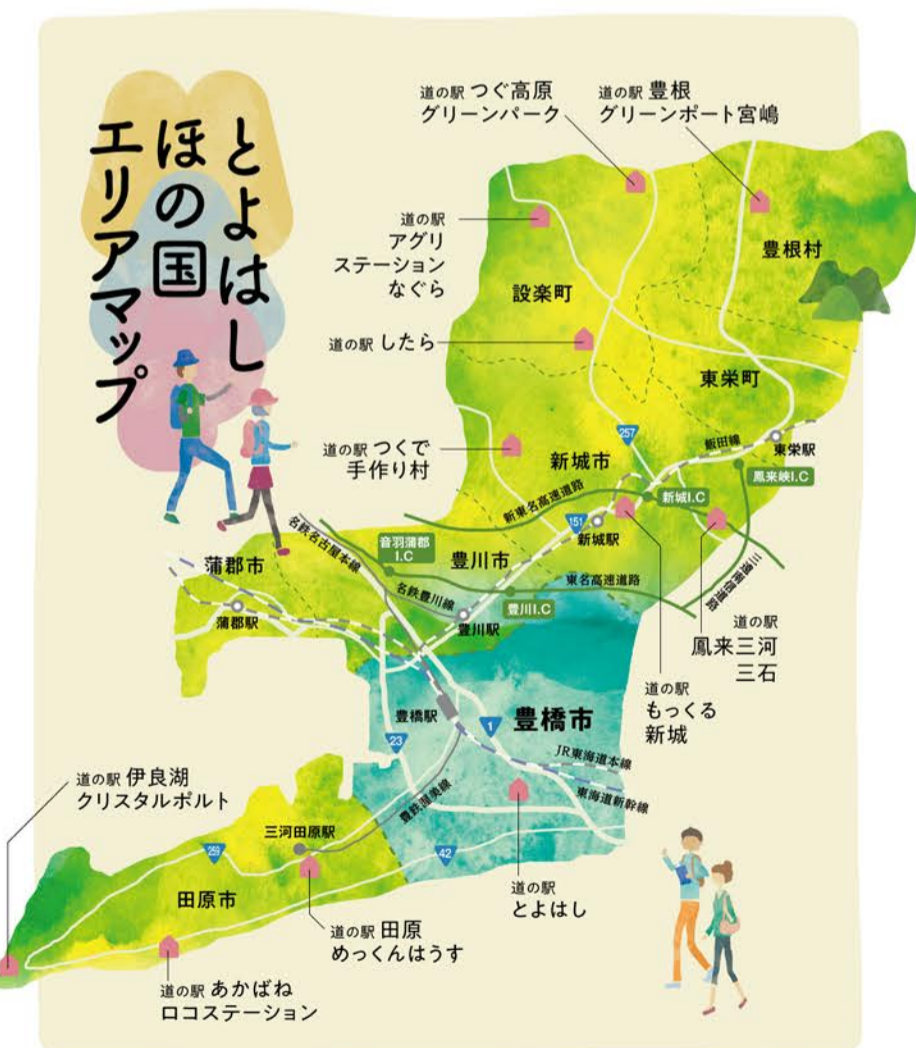 とよはし
ほの国
エリアマップ
道の駅 つぐ高原
グリーンパーク
道の駅 豊根
グリーンポート宮嶋
道の駅
アグリ
ステーション
なぐら
豊根村
設楽町
道の駅 したら
東栄町
257
飯田線
東栄駅
道の駅 つくで
手作り村
新城市
鳳来峡I.C
新東名高速道路
新城I.C
151
新城駅
名鉄名古屋本線
音羽蒲郡
I.C
豊川市
蒲郡市
東名高速道路
三遠南信道路
名鉄豊川線
豊川I.C
蒲郡駅
豊川駅
道の駅
鳳来三河
三石
道の駅
もっくる
新城
豊橋駅
豊橋市
1
23
JR東海道本線
東海道新幹線
道の駅 伊良湖
クリスタルポルト
豊鉄渥美線
三河田原駅
259
42
田原市
道の駅
とよはし
道の駅 田原
めっくんはうす
道の駅 あかばね
ロコステーション